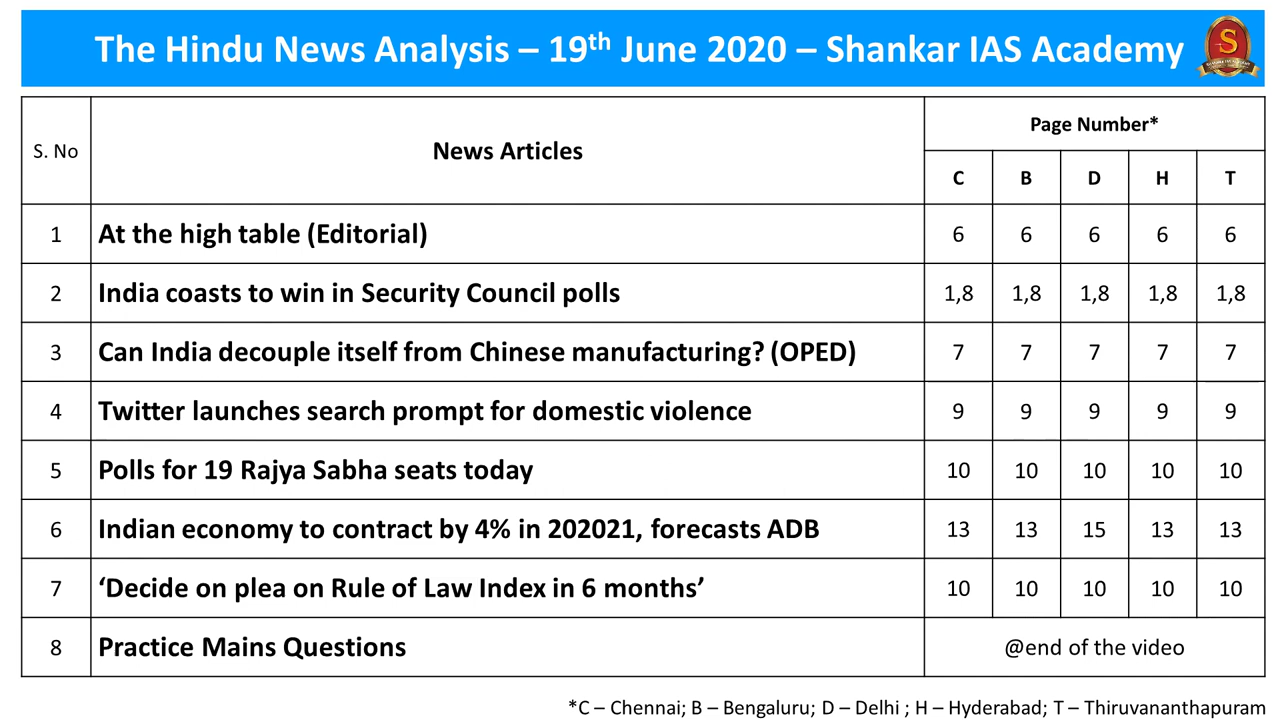 The Hindu News Analysis – 19th June 2020 – Shankar IAS Academy
S
S. No
News Articles
Page Number*
C B D H T
1 At the high table (Editorial) 6 6 6 6 6
2 India coasts to win in Security Council polls 1,8 1,8 1,8 1,8 1,8
3 Can India decouple itself from Chinese manufacturing? (OPED) 7 7 7 7 7
4 Twitter launches search prompt for domestic violence 9 9 9 9 9
5 Polls for 19 Rajya Sabha seats today 10 10 10 10 10
6 Indian economy to contract by 4% in 202021, forecasts ADB 13 13 15 13 13
7 ‘Decide on plea on Rule of Law Index in 6 months’ 10 10 10 10 10
8 Practice Mains Questions @end of the video
*C – Chennai; B – Bengaluru; D – Delhi ; H – Hyderabad; T – Thiruvananthapuram